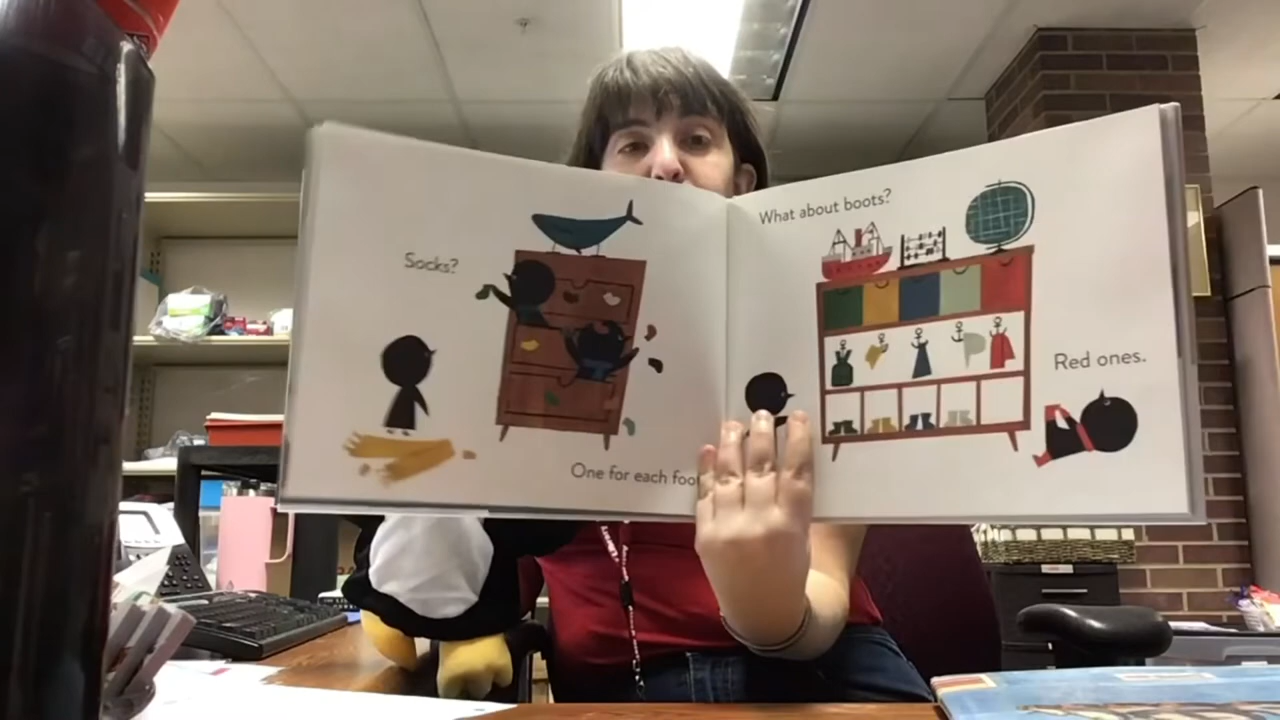 Socks?
One for each foo
What about boots?
Red ones.